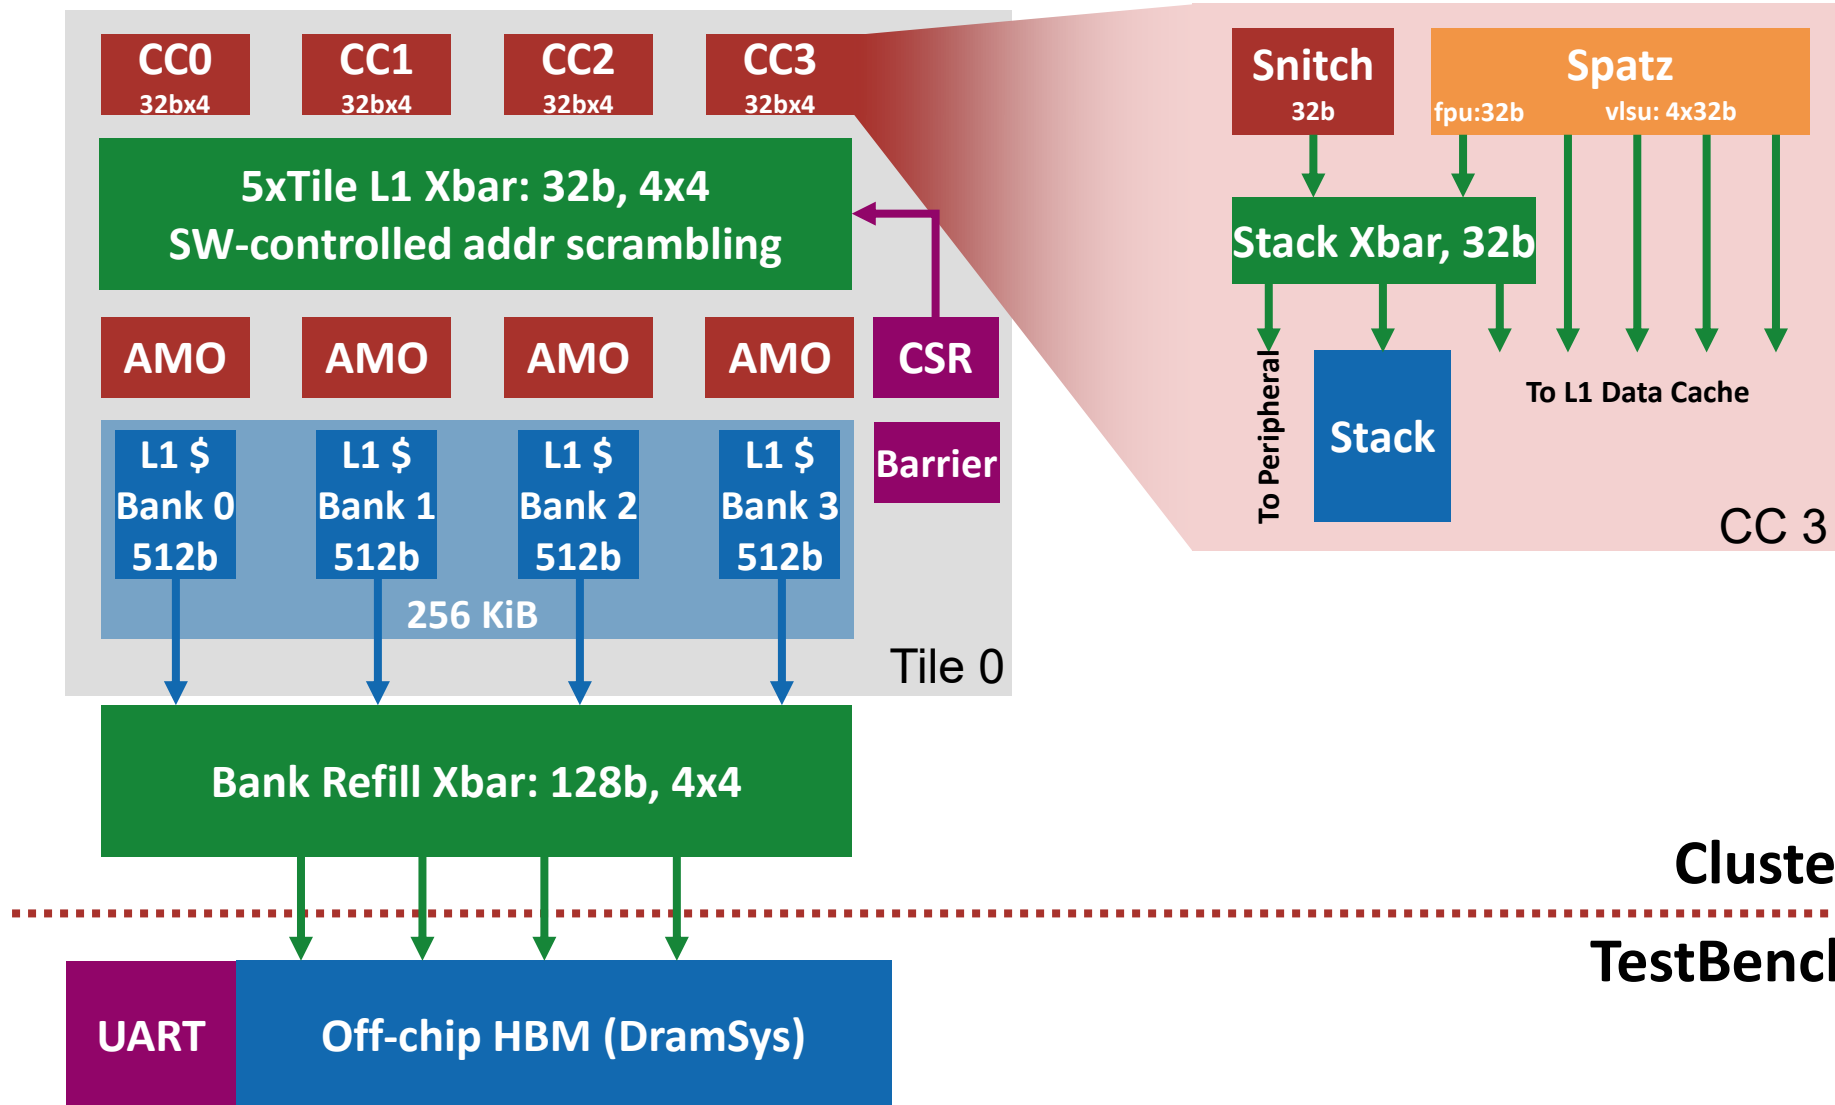 CC0
32bx4
CC1
32bx4
CC2
32bx4
CC3
32bx4
5xTile L1 Xbar: 32b, 4x4
SW-controlled addr scrambling
AMO
AMO
AMO
AMO
CSR
L1 $
Bank 0
512b
L1 $
Bank 1
512b
L1 $
Bank 2
512b
L1 $
Bank 3
512b
Barrier
256 KiB
Tile 0
Snitch
32b
Spatz
fpu:32b
vlsu: 4x32b
Stack Xbar, 32b
To Peripheral
Stack
To L1 Data Cache
CC 3
Bank Refill Xbar: 128b, 4x4
Cluste
TestBencl
UART
Off-chip HBM (DramSys)